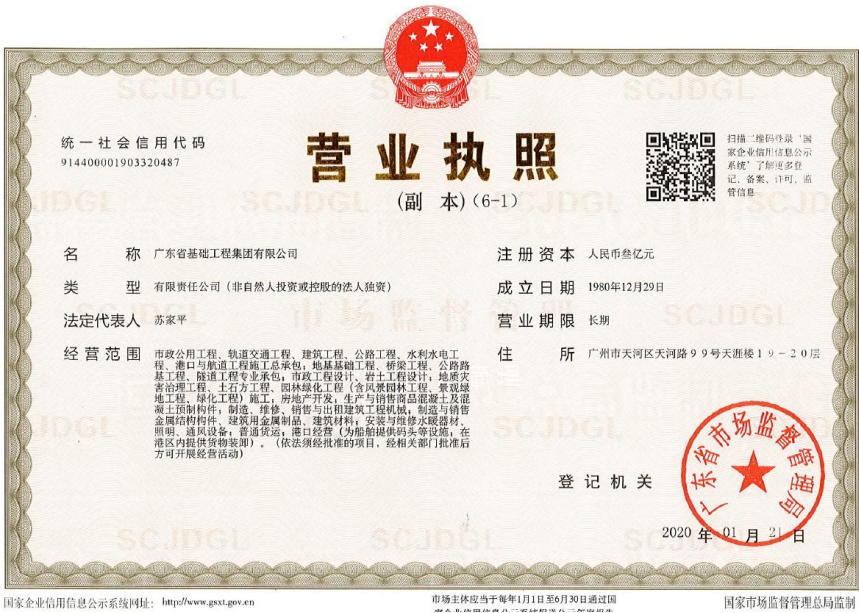 统一社会信用代码
914400001903320487
营业执照
(副 本)(6-1)
扫描二维码登录‘国
家企业信用信息公示
系统’了解更多登
记、备案、许可、监
管信息
名 称 广东省基础工程集团有限公司
类 型 有限责任公司(非自然人投资或控股的法人独资)
法定代表人 苏家平
经营范围 市政公用工程、轨道交通工程、建筑工程、公路工程、水利水电工
程、港口与航道工程施工总承包;地基基础工程、桥梁工程、公路路
基工程、隧道工程专业承包;市政工程设计、岩土工程设计;地质灾
害治理工程、土石方工程、园林绿化工程(含风景园林工程、景观绿
地工程、绿化工程)施工;房地产开发;生产与销售商品混凝土及混
凝土预制构件;制造、维修、销售与出租建筑工程机械;制造与销售
金属结构构件、建筑用金属制品、建筑材料;安装与维修水暖器材、
照明、通风设备;普通货运;港口经营(为船舶提供码头等设施,在
港区内提供货物装卸)。(依法须经批准的项目,经相关部门批准后
方可开展经营活动)
注册资本 人民币叁亿元
成立日期 1980年12月29日
营业期限 长期
住 所 广州市天河区天河路99号天涯楼19-20层
登记机关
广东省市场监督管理局
2020 年 01 月 21 日
国家企业信用信息公示系统网址: http://www.gsxt.gov.cn
市场主体应当于每年1月1日至6月30日通过国
家企业信用信息公示系统报送公示年度报告
国家市场监督管理总局监制
SCJDGL
市场监督管理